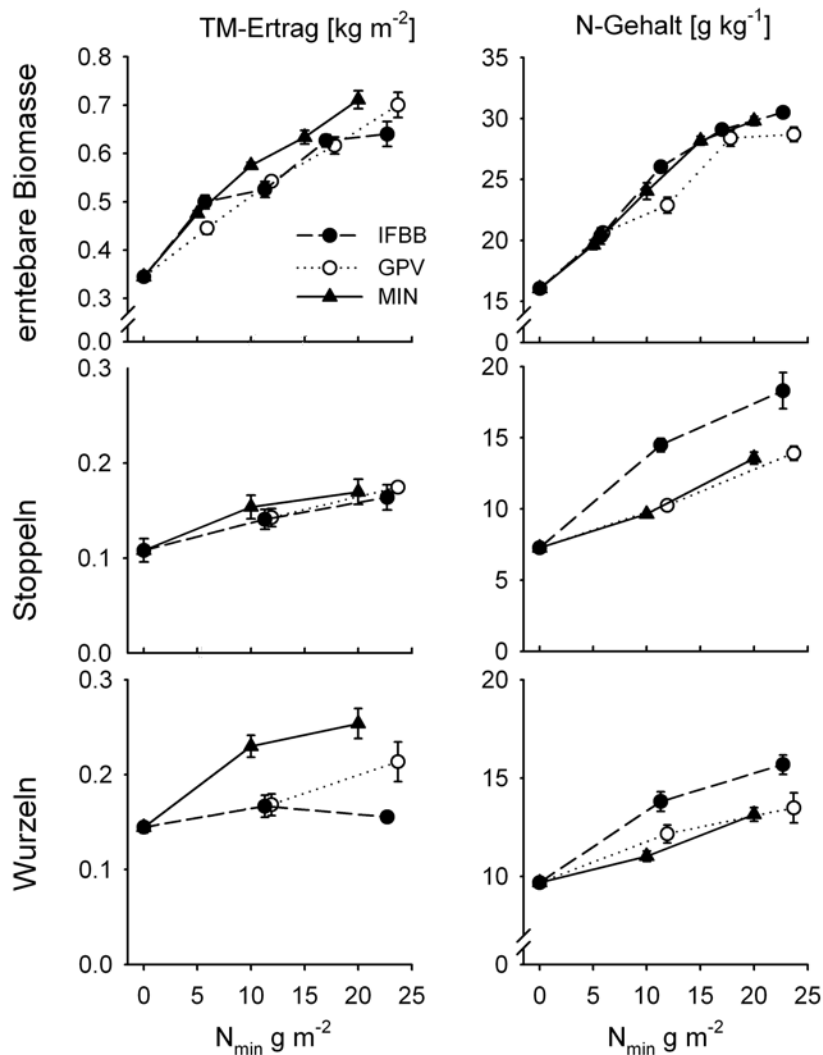 TM-Ertrag [kg m⁻²]
N-Gehalt [g kg⁻¹]
erntebare Biomasse
0.8
0.7
0.6
0.5
0.4
0.3
0.0
IFBB
GPV
MIN
35
30
25
20
15
0
Stoppeln
0.3
0.2
0.1
0.0
20
15
10
5
0
Wurzeln
0.3
0.2
0.1
0.0
20
15
10
0
0 5 10 15 20 25
N_min g m⁻²
0 5 10 15 20 25
N_min g m⁻²